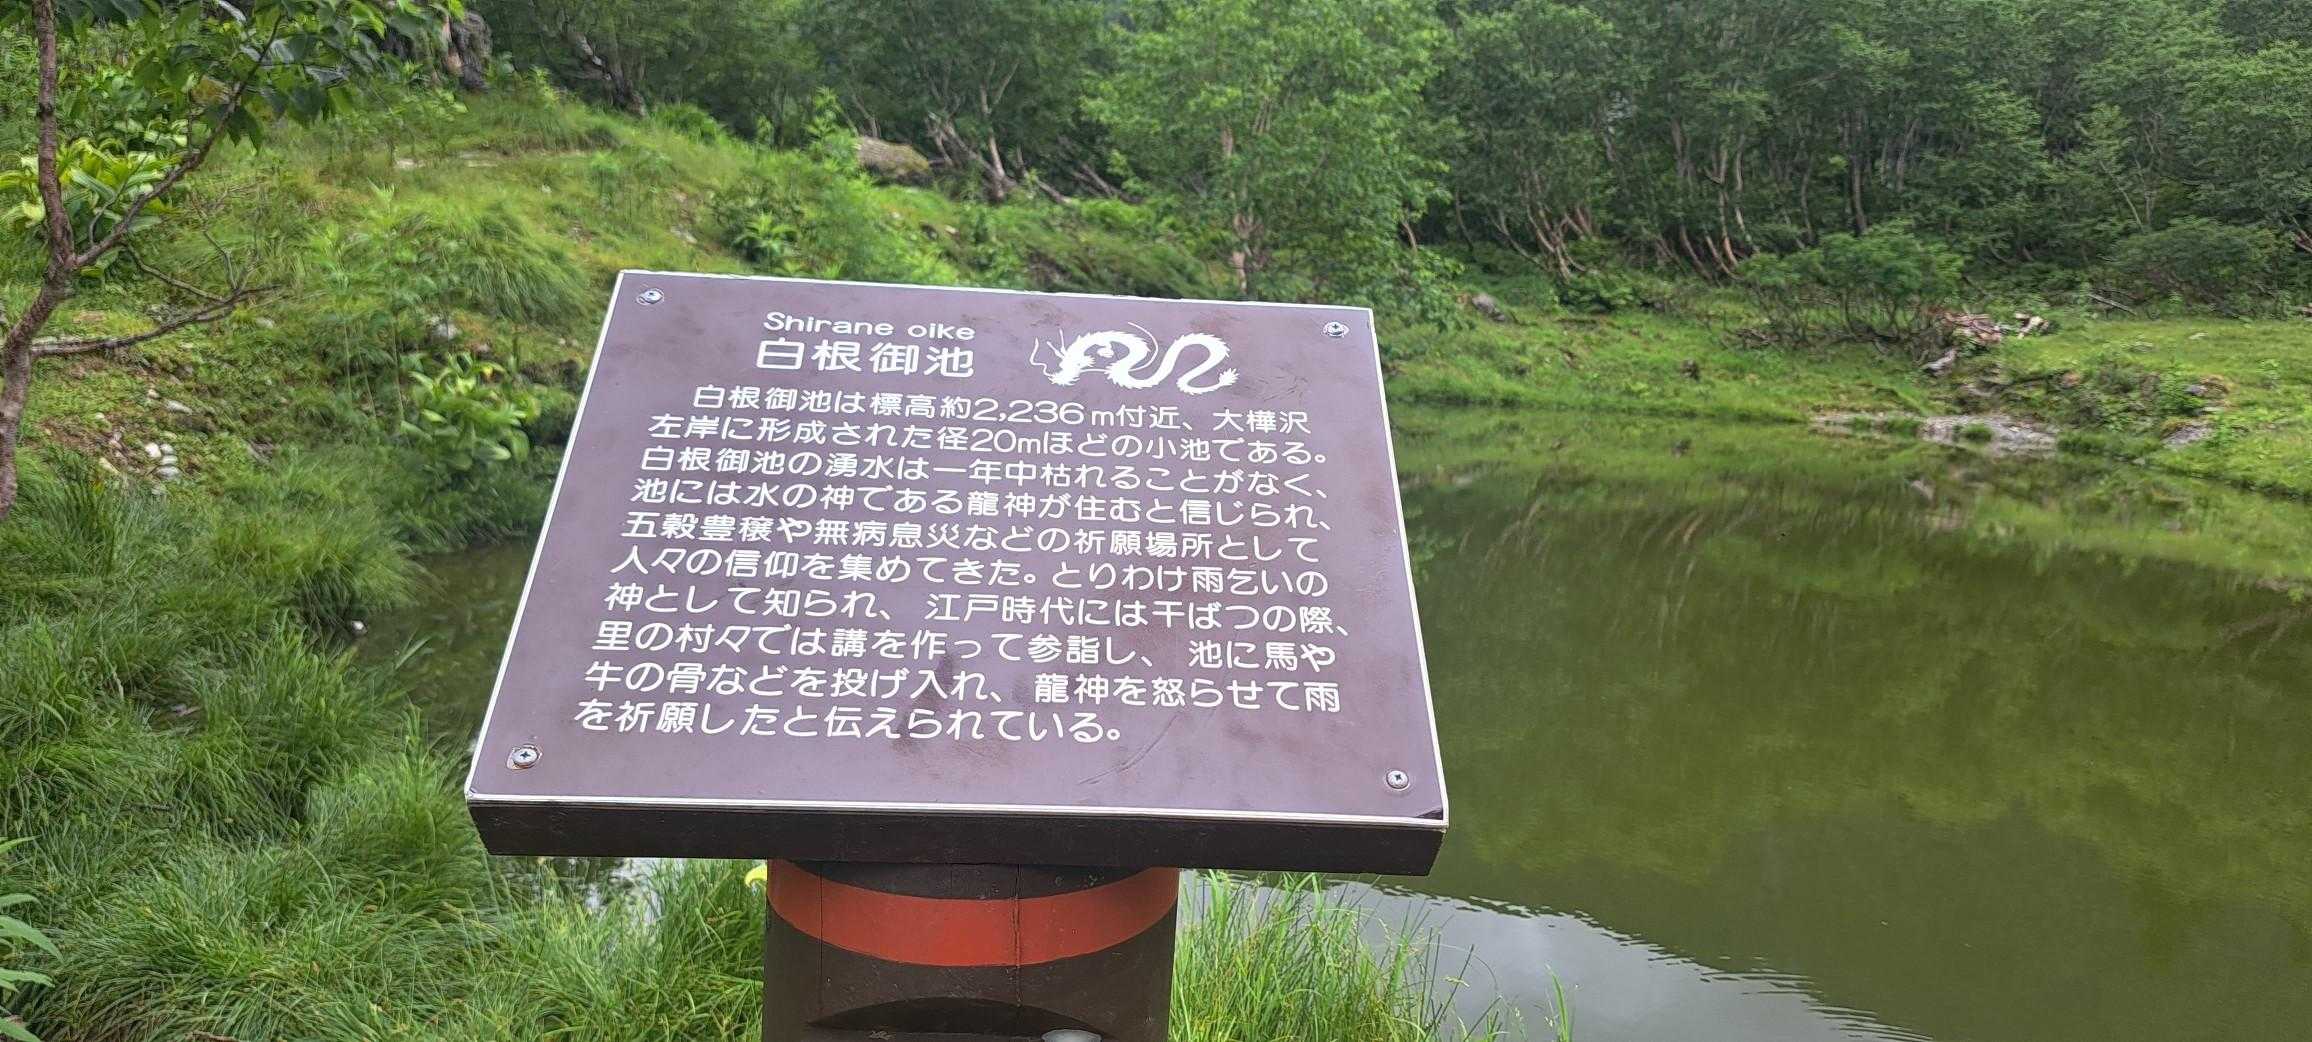 Shirane oike
白根御池
白根御池は標高約2,236m付近、大樺沢
左岸に形成された径20mほどの小池である。
白根御池の湧水は一年中枯れることがなく、
池には水の神である龍神が住むと信じられ、
五穀豊穣や無病息災などの祈願場所として
人々の信仰を集めてきた。とりわけ雨乞いの
神として知られ、江戸時代には干ばつの際、
里の村々では講を作って参詣し、池に馬や
牛の骨などを投げ入れ、龍神を怒らせて雨
を祈願したと伝えられている。